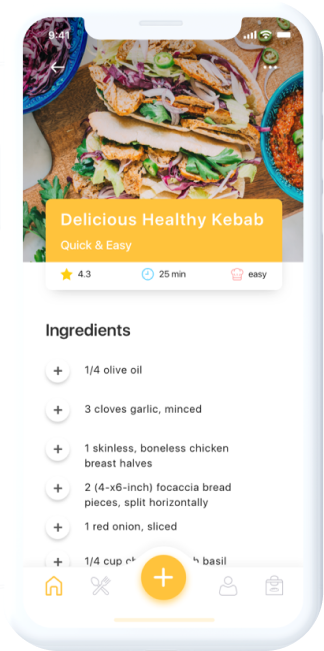 9:41
Delicious Healthy Kebab
Quick & Easy
4.3
25 min
easy
Ingredients
1/4 olive oil
3 cloves garlic, minced
1 skinless, boneless chicken
breast halves
2 (4-x6-inch) focaccia bread
pieces, split horizontally
1 red onion, sliced
1/4 cup basil